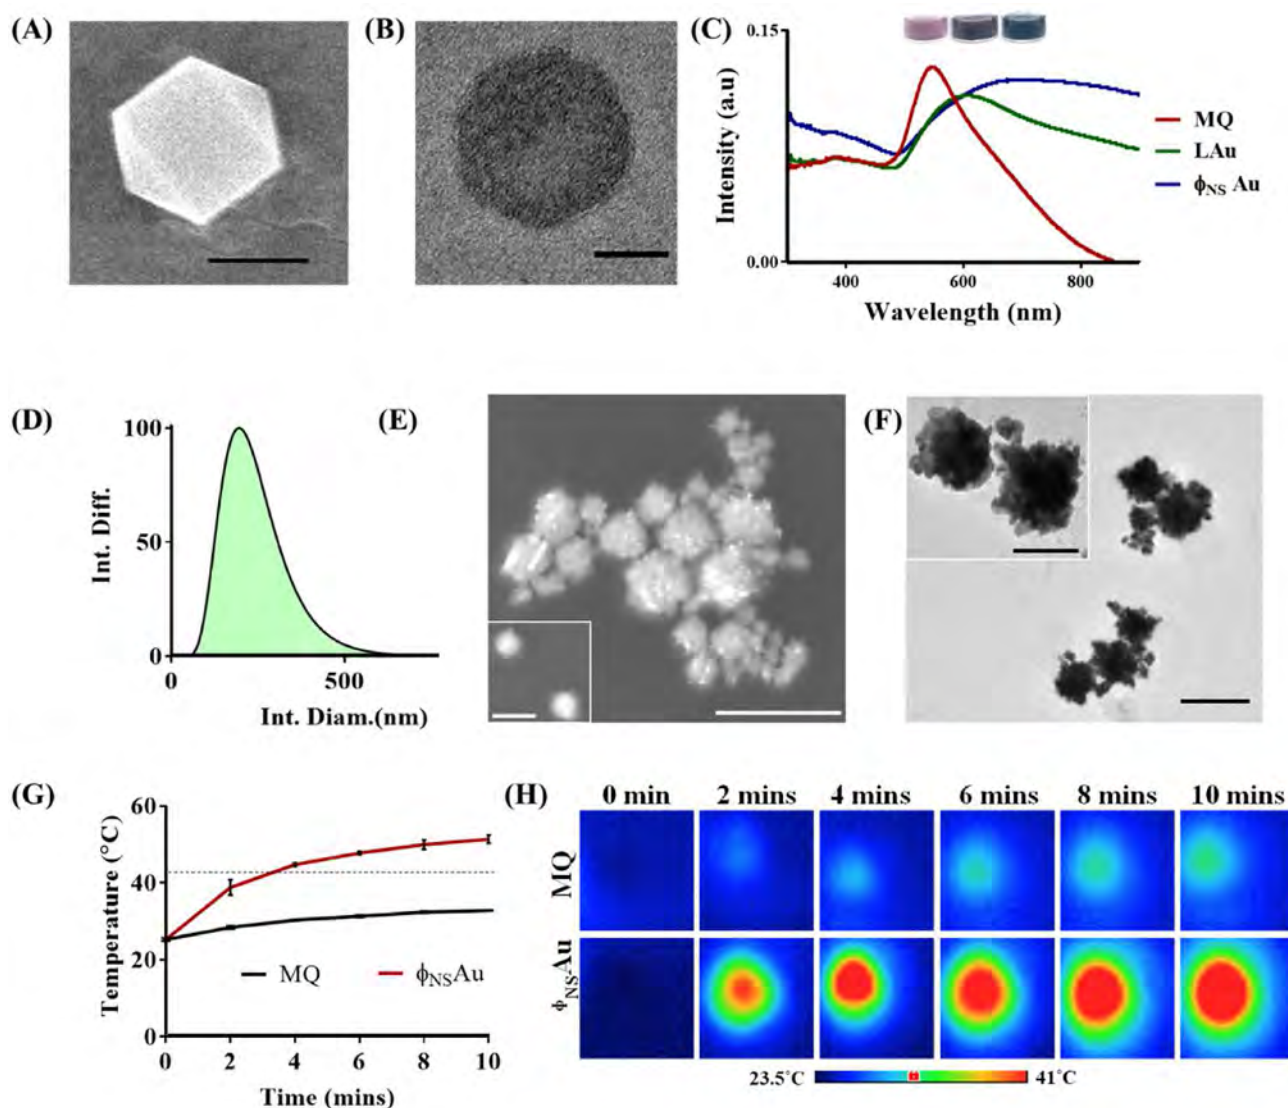 (A)
(B)
(C)
0.15
0.00
Intensity (a.u)
400 600 800
Wavelength (nm)
MQ
LAu
ϕNS Au
(D)
100
50
0
Int. Diff.
0 500
Int. Diam.(nm)
(E)
(F)
(G)
60
40
20
0
Temperature (°C)
MQ ϕNSAu
0 2 4 6 8 10
Time (mins)
(H)
0 min 2 mins 4 mins 6 mins 8 mins 10 mins
MQ
ϕNSAu
23.5°C 41°C